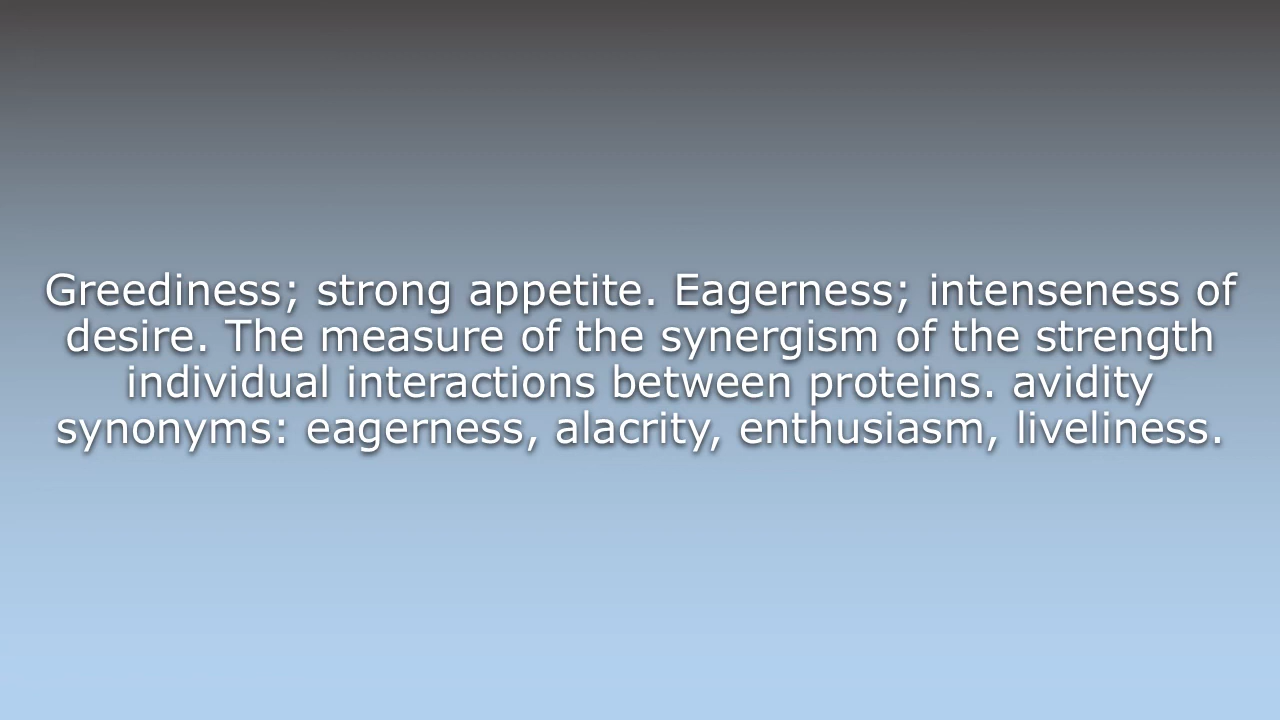 Greediness; strong appetite. Eagerness; intenseness of
desire. The measure of the synergism of the strength
individual interactions between proteins. avidity
synonyms: eagerness, alacrity, enthusiasm, liveliness.